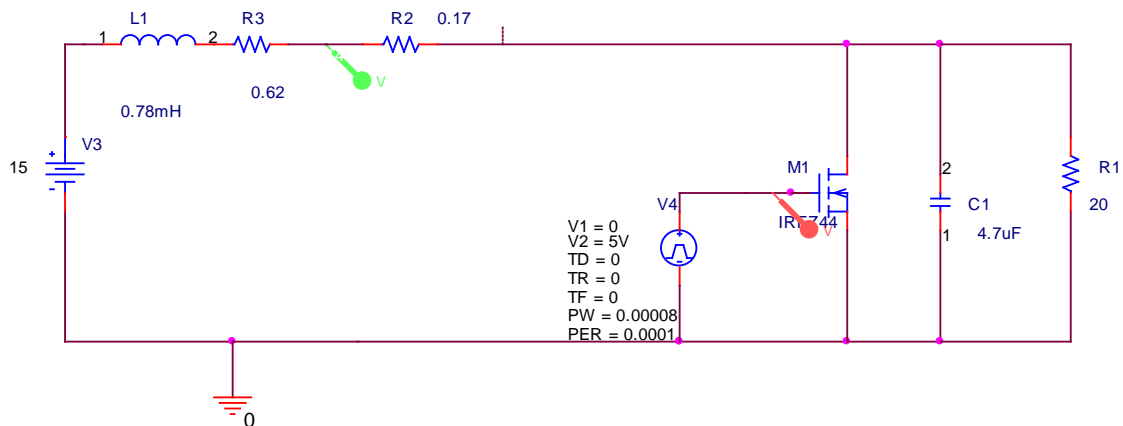 L1
R3
R2
0.17
1
2
V
0.62
0.78mH
V3
15
+
-
M1
2
R1
V4
C1
20
V1 = 0
V2 = 5V
TD = 0
TR = 0
TF = 0
PW = 0.00008
PER = 0.0001
+
-
V
1
4.7uF
0